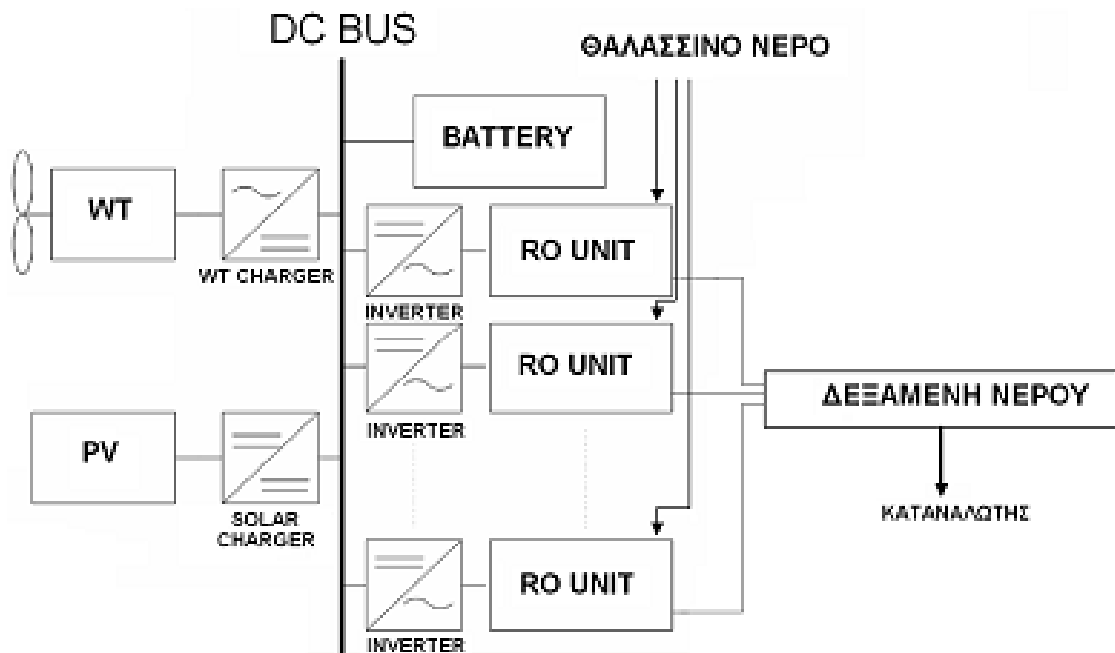 DC BUS
ΘΑΛΑΣΣΙΝΟ ΝΕΡΟ
BATTERY
WT
WT CHARGER
RO UNIT
INVERTER
RO UNIT
INVERTER
ΔΕΞΑΜΕΝΗ ΝΕΡΟΥ
PV
SOLAR
CHARGER
ΚΑΤΑΝΑΛΩΤΗΣ
RO UNIT
INVERTER